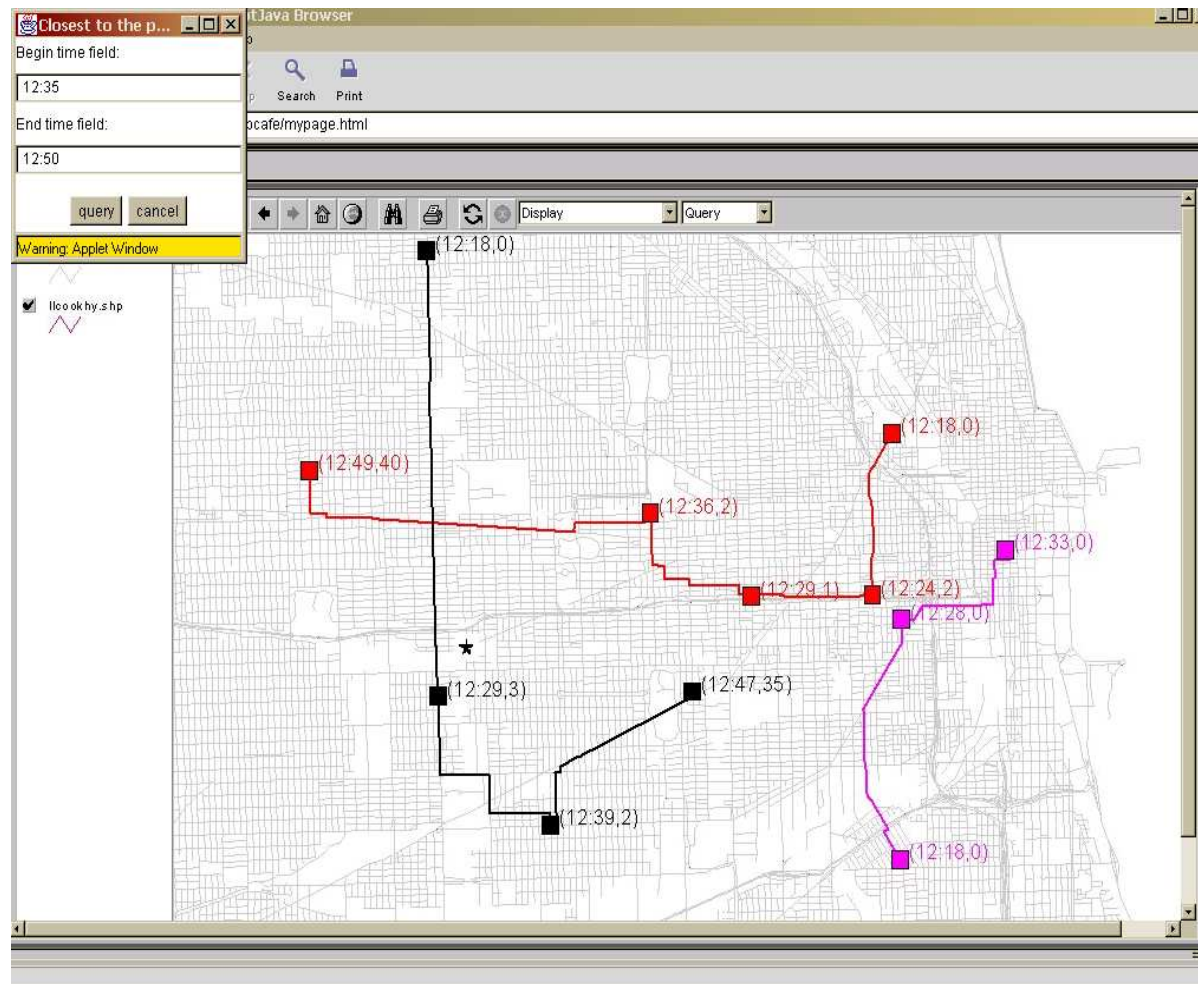 Closest to the p...
tJava Browser
Begin time field:
12:35
Search Print
End time field:
ocafe/mypage.html
12:50
query cancel
Display Query
Warning: Applet Window
(12:18,0)
llcookhy.shp
(12:18,0)
(12:49,40)
(12:36,2)
(12:33,0)
(12:29,1) (12:24,2)
(12:28,0)
(12:29,3) (12:47,35)
(12:39,2)
(12:18,0)